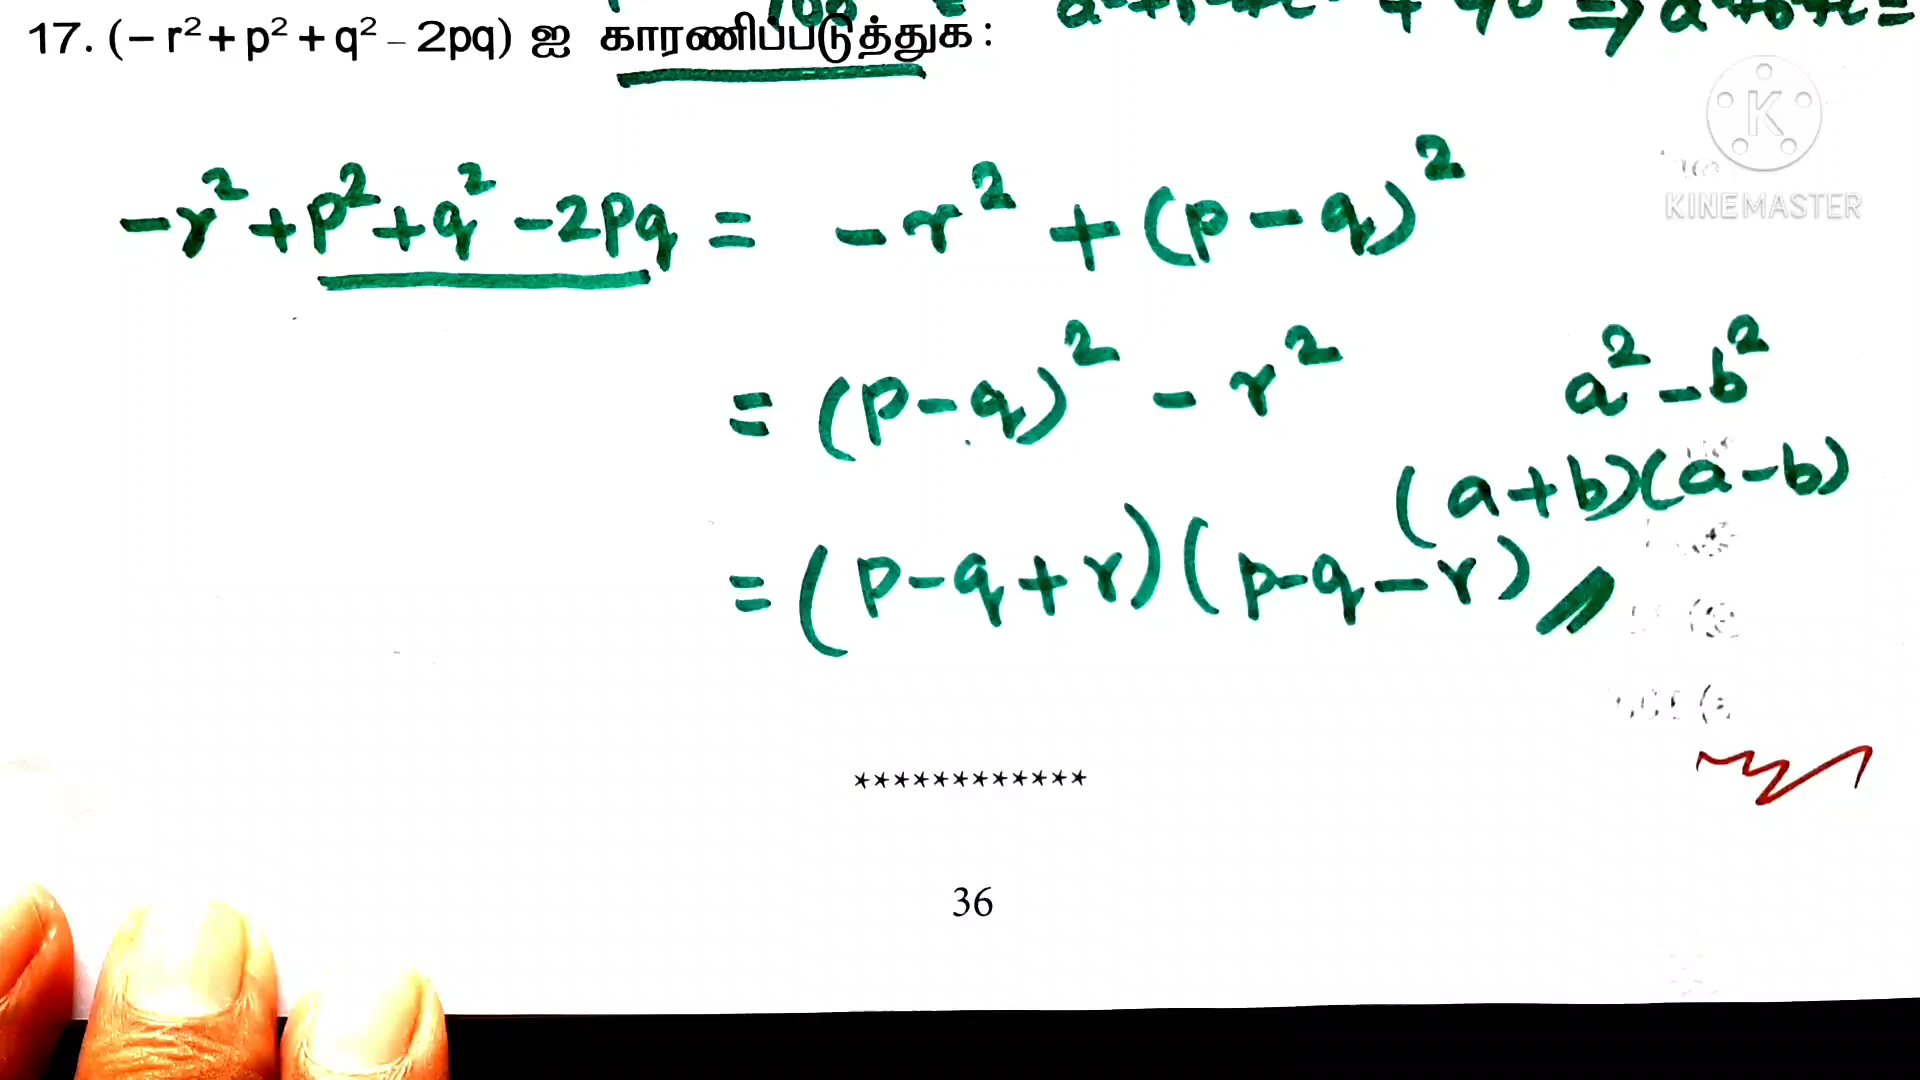 17. (– r² + p² + q² – 2pq) ஐ காரணிப்படுத்துக :
K
KINEMASTER
-r² + p² + q² - 2pq = -r² + (p - q)²
= (p - q)² - r²
a² - b²
(a+b)(a-b)
= (p - q + r)(p - q - r)
************
36